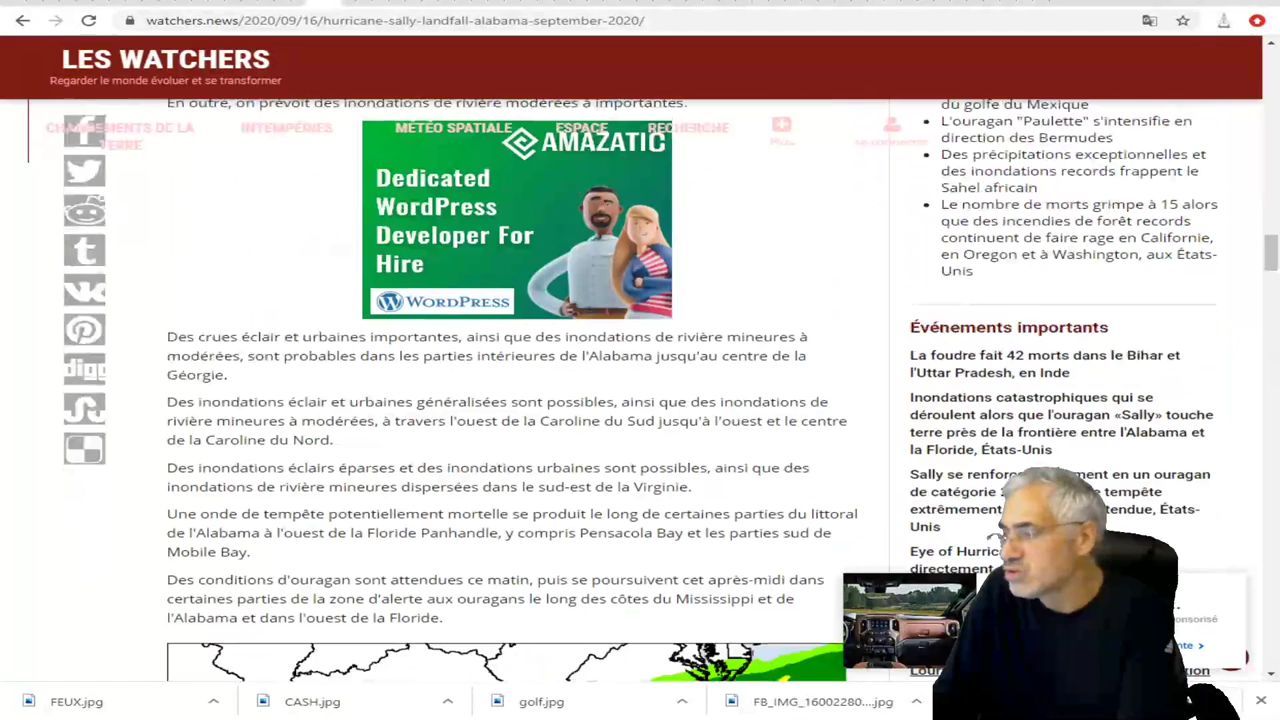 watchers.news/2020/09/16/hurricane-sally-landfall-alabama-september-2020/
LES WATCHERS
Regarder le monde évoluer et se transformer
CHANGEMENTS DE LA
TERRE
INTEMPÉRIES
MÉTÉO SPATIALE
ESPACE
RECHERCHE
En outre, on prévoit des inondations de rivière modérées à importantes.
AMAZATIC
Dedicated
WordPress
Developer For
Hire
WORDPRESS
Des crues éclair et urbaines importantes, ainsi que des inondations de rivière mineures à
modérées, sont probables dans les parties intérieures de l'Alabama jusqu'au centre de la
Géorgie.
Des inondations éclair et urbaines généralisées sont possibles, ainsi que des inondations de
rivière mineures à modérées, à travers l'ouest de la Caroline du Sud jusqu'à l'ouest et le centre
de la Caroline du Nord.
Des inondations éclairs éparses et des inondations urbaines sont possibles, ainsi que des
inondations de rivière mineures dispersées dans le sud-est de la Virginie.
Une onde de tempête potentiellement mortelle se produit le long de certaines parties du littoral
de l'Alabama à l'ouest de la Floride Panhandle, y compris Pensacola Bay et les parties sud de
Mobile Bay.
Des conditions d'ouragan sont attendues ce matin, puis se poursuivent cet après-midi dans
certaines parties de la zone d'alerte aux ouragans le long des côtes du Mississippi et de
l'Alabama et dans l'ouest de la Floride.
du golfe du Mexique
L'ouragan "Paulette" s'intensifie en
direction des Bermudes
Des précipitations exceptionnelles et
des inondations records frappent le
Sahel africain
Le nombre de morts grimpe à 15 alors
que des incendies de forêt records
continuent de faire rage en Californie,
en Oregon et à Washington, aux États-
Unis
Événements importants
La foudre fait 42 morts dans le Bihar et
l'Uttar Pradesh, en Inde
Inondations catastrophiques qui se
déroulent alors que l'ouragan «Sally» touche
terre près de la frontière entre l'Alabama et
la Floride, États-Unis
Sally se renforce ment en un ouragan
de catégorie e tempête
extrêmement tendue, États-
Unis
Eye of Hurric
directement
digg
FEUX.jpg
CASH.jpg
golf.jpg
FB_IMG_16002280....jpg